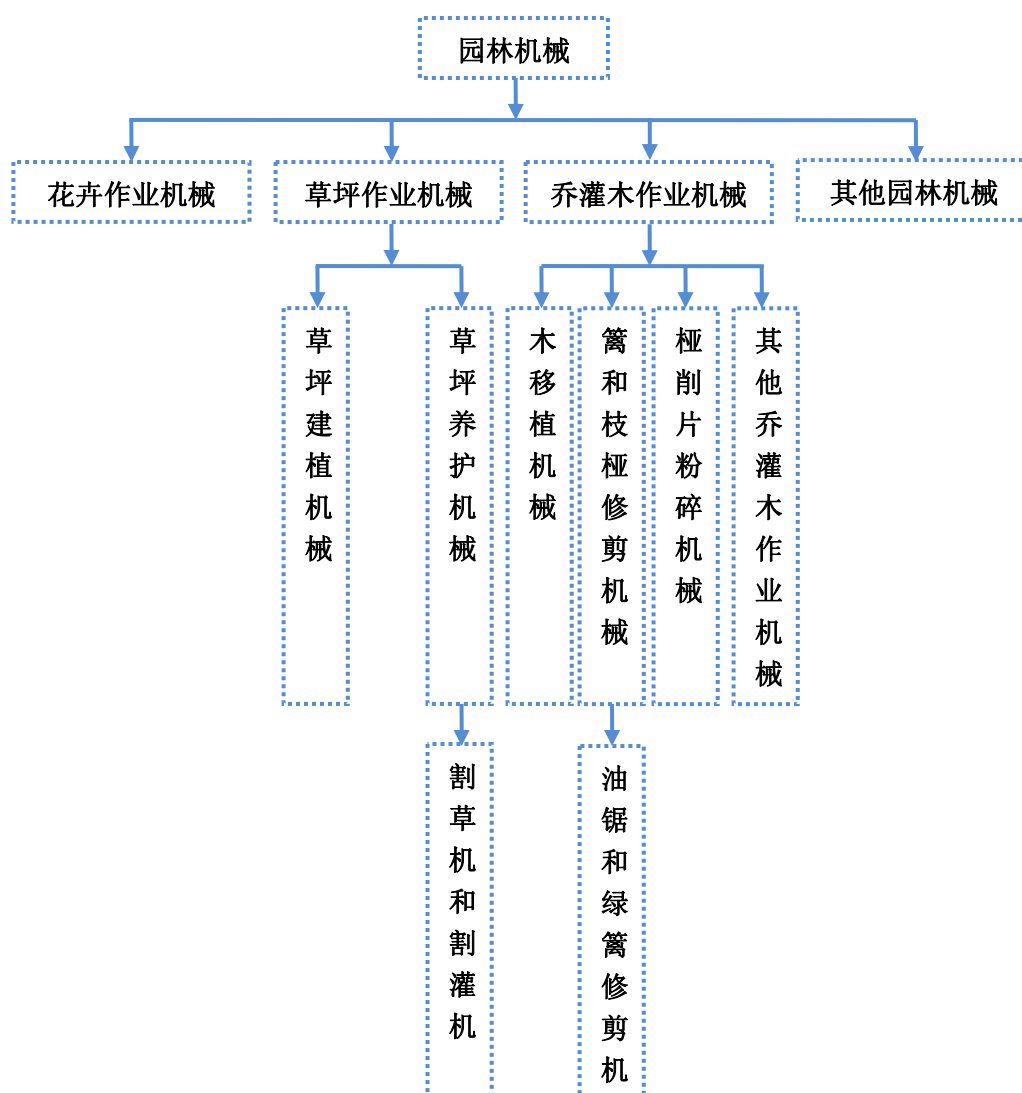 园林机械
花卉作业机械
草坪作业机械
乔灌木作业机械
其他园林机械
草坪建植机械
草坪养护机械
木移植机械
篱和枝桠修剪机械
桠削片粉碎机械
其他乔灌木作业机械
割草机和割灌机
油锯和绿篱修剪机